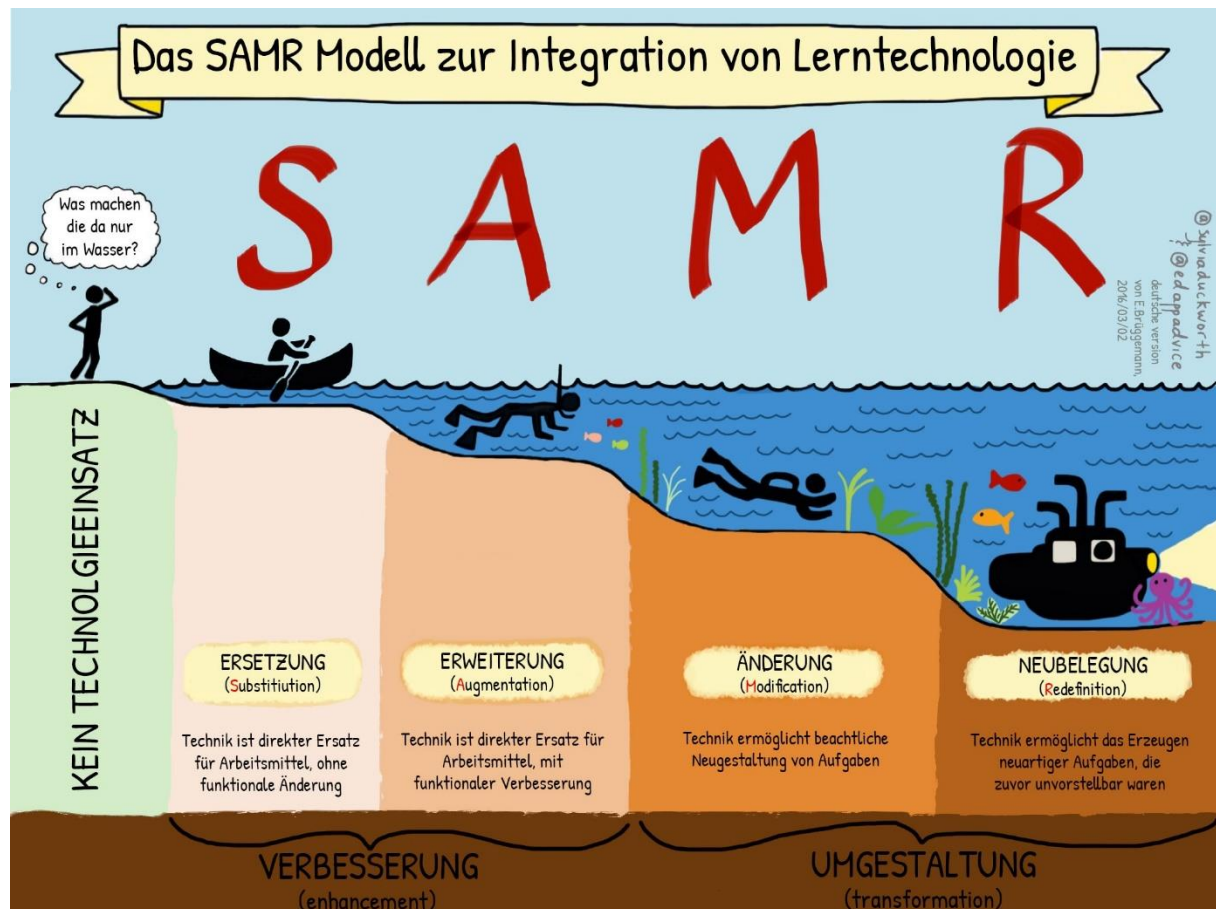 Das SAMR Modell zur Integration von Lerntechnologie
S A M R
Was machen
die da nur
im Wasser?
@sylviaduckworth
& @edappadvice
deutsche version
von E.Brüggemann,
2016/03/02
KEIN TECHNOLGIEEINSATZ
ERSETZUNG
(Substitiution)
Technik ist direkter Ersatz
für Arbeitsmittel, ohne
funktionale Änderung
ERWEITERUNG
(Augmentation)
Technik ist direkter Ersatz für
Arbeitsmittel, mit
funktionaler Verbesserung
ÄNDERUNG
(Modification)
Technik ermöglicht beachtliche
Neugestaltung von Aufgaben
NEUBELEGUNG
(Redefinition)
Technik ermöglicht das Erzeugen
neuartiger Aufgaben, die
zuvor unvorstellbar waren
VERBESSERUNG
(enhancement)
UMGESTALTUNG
(transformation)